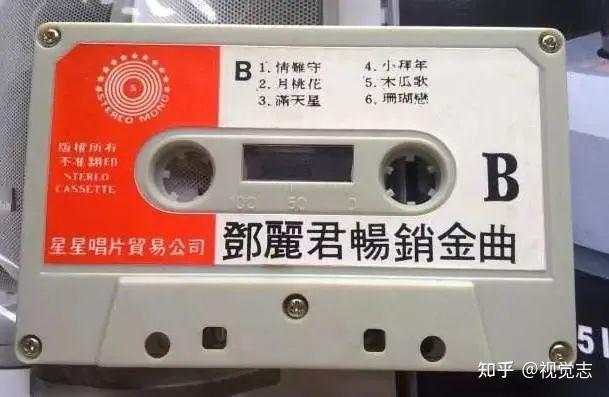 5
STEREO MONO
版權所有
不准翻印
STERLO
CASSETTE
星星唱片貿易公司
B
1. 情難守
2. 月桃花
3. 滿天星
4. 小拜年
5. 木瓜歌
6. 珊瑚戀
B
100 50 0
鄧麗君暢銷金曲
知乎 @视觉志